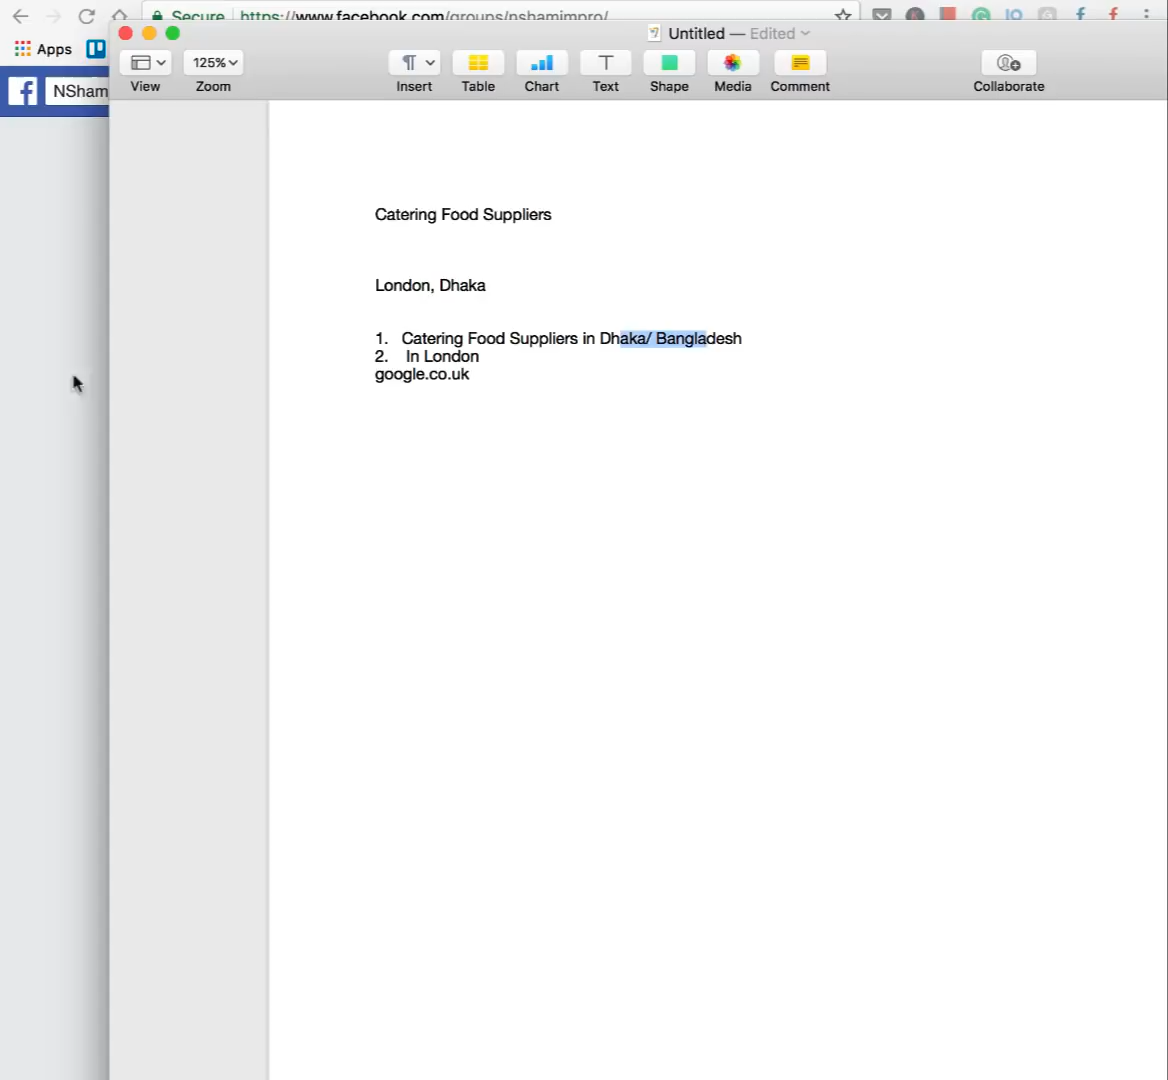 Secure https://www.facebook.com/groups/nshamimpro/
Untitled — Edited
Apps
125%
View Zoom Insert Table Chart Text Shape Media Comment Collaborate
NSham
Catering Food Suppliers
London, Dhaka
1. Catering Food Suppliers in Dhaka/ Bangladesh
2. In London
google.co.uk